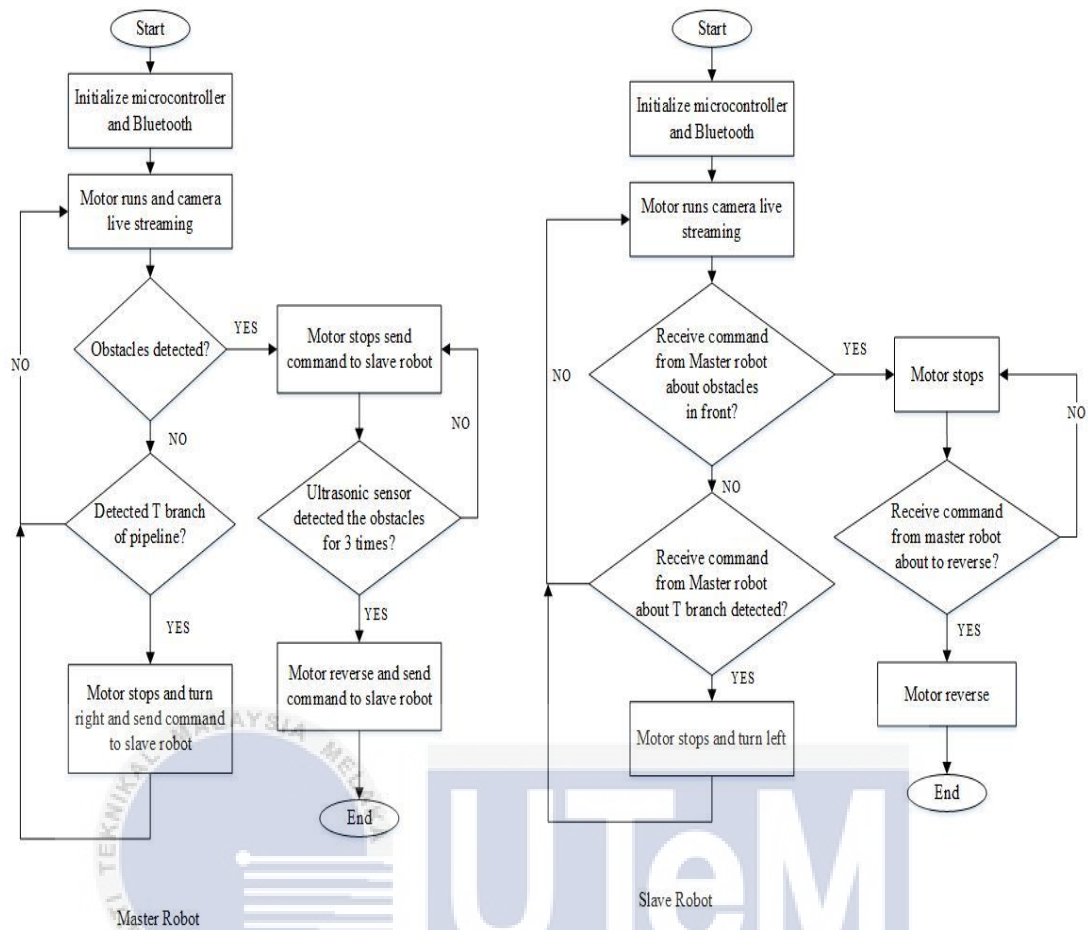 Start
Initialize microcontroller
and Bluetooth
Motor runs and camera
live streaming
Obstacles detected?
YES
NO
NO
Motor stops send
command to slave robot
NO
Detected T branch
of pipeline?
YES
Ultrasonic sensor
detected the obstacles
for 3 times?
YES
Motor stops and turn
right and send command
to slave robot
Motor reverse and send
command to slave robot
End
Master Robot
Start
Initialize microcontroller
and Bluetooth
Motor runs camera live
streaming
Receive command
from Master robot
about obstacles
in front?
YES
NO
NO
Motor stops
NO
Receive command
from Master robot
about T branch detected?
YES
Receive command
from master robot
about to reverse?
YES
Motor stops and turn left
Motor reverse
End
Slave Robot
TEKNIKAL MALAYSIA
UTeM